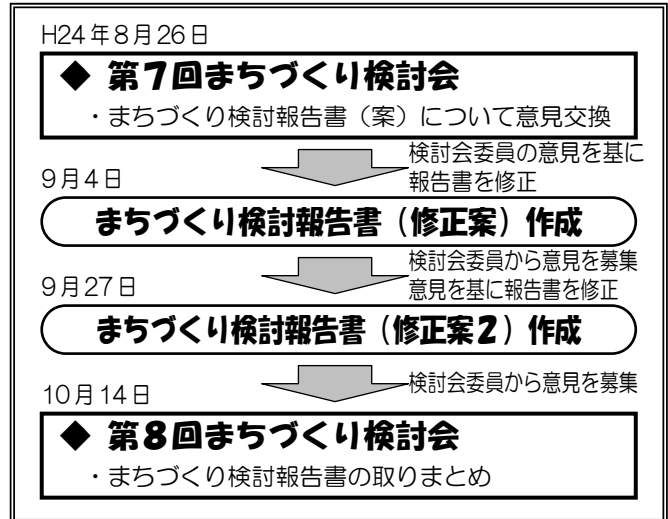 H24年8月26日
◆ 第7回まちづくり検討会
・まちづくり検討報告書（案）について意見交換
検討会委員の意見を基に
報告書を修正
9月4日
まちづくり検討報告書（修正案）作成
検討会委員から意見を募集
意見を基に報告書を修正
9月27日
まちづくり検討報告書（修正案2）作成
検討会委員から意見を募集
10月14日
◆ 第8回まちづくり検討会
・まちづくり検討報告書の取りまとめ